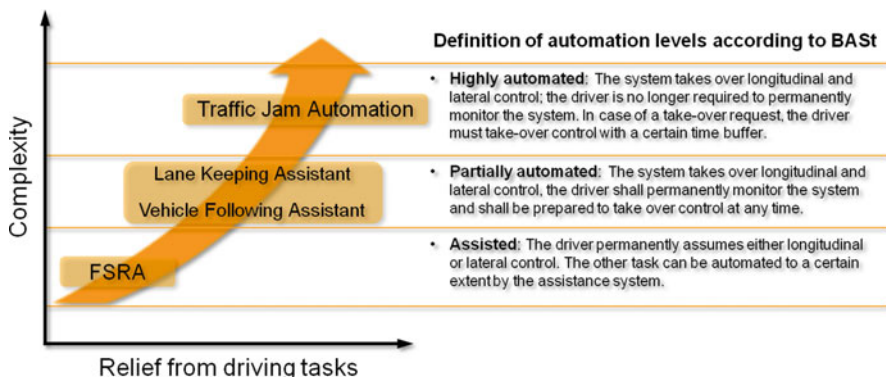 Complexity
Traffic Jam Automation
Lane Keeping Assistant
Vehicle Following Assistant
FSRA
Relief from driving tasks
Definition of automation levels according to BASt
• Highly automated: The system takes over longitudinal and
lateral control; the driver is no longer required to permanently
monitor the system. In case of a take-over request, the driver
must take-over control with a certain time buffer.
• Partially automated: The system takes over longitudinal and
lateral control, the driver shall permanently monitor the system
and shall be prepared to take over control at any time.
• Assisted: The driver permanently assumes either longitudinal
or lateral control. The other task can be automated to a certain
extent by the assistance system.